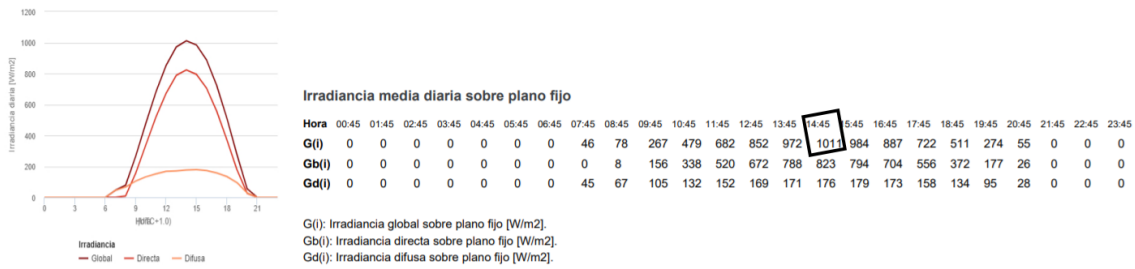 1200
1000
800
600
400
200
0
Irradiancia diaria [W/m2]
0 3 6 9 12 15 18 21
Irradiancia
Global Directa Difusa
Irradiancia media diaria sobre plano fijo
Hora 00:45 01:45 02:45 03:45 04:45 05:45 06:45 07:45 08:45 09:45 10:45 11:45 12:45 13:45 14:45 15:45 16:45 17:45 18:45 19:45 20:45 21:45 22:45 23:45
G(i) 0 0 0 0 0 0 0 46 78 267 479 682 852 972 1011 984 887 722 511 274 55 0 0 0
Gb(i) 0 0 0 0 0 0 0 0 8 156 338 520 672 788 823 794 704 556 372 177 26 0 0 0
Gd(i) 0 0 0 0 0 0 0 45 67 105 132 152 169 171 176 179 173 158 134 95 28 0 0 0
G(i): Irradiancia global sobre plano fijo [W/m2].
Gb(i): Irradiancia directa sobre plano fijo [W/m2].
Gd(i): Irradiancia difusa sobre plano fijo [W/m2].